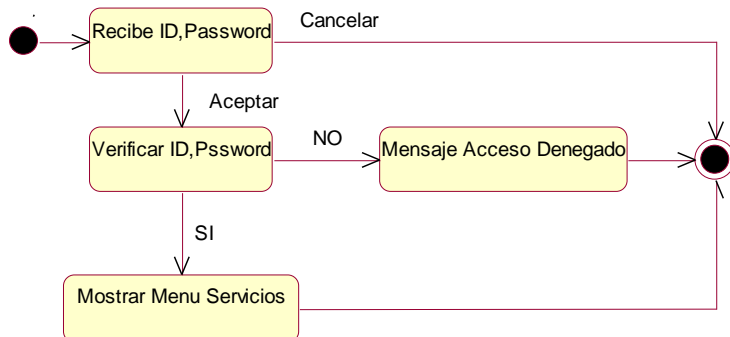 Cancelar
Recibe ID,Password
Aceptar
Verificar ID,Pssword
NO
Mensaje Acceso Denegado
SI
Mostrar Menu Servicios